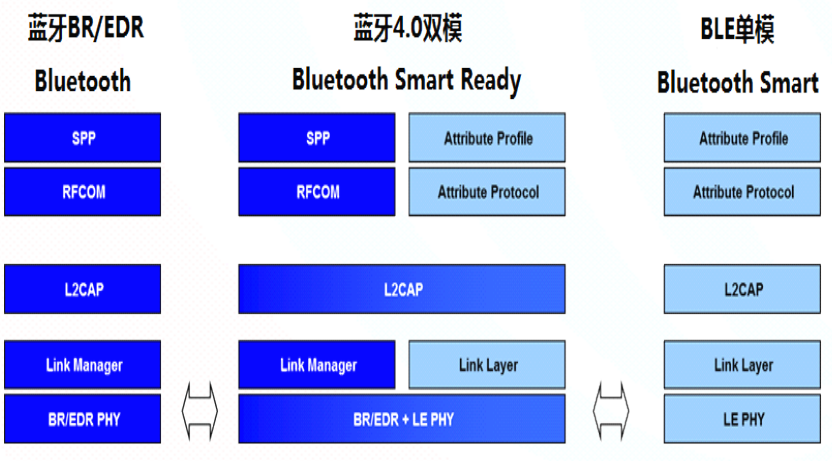 蓝牙BR/EDR
蓝牙4.0双模
BLE单模
Bluetooth
Bluetooth Smart Ready
Bluetooth Smart
SPP
SPP
Attribute Profile
Attribute Profile
RFCOM
RFCOM
Attribute Protocol
Attribute Protocol
L2CAP
L2CAP
L2CAP
Link Manager
Link Manager
Link Layer
Link Layer
BR/EDR PHY
BR/EDR + LE PHY
LE PHY